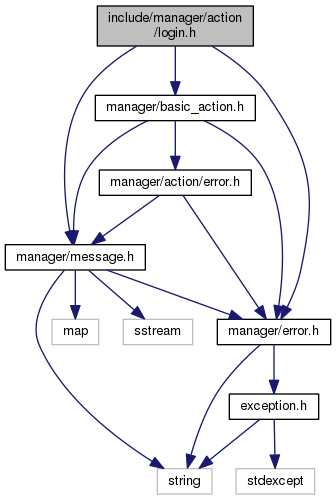 include/manager/action
/login.h
manager/basic_action.h
manager/action/error.h
manager/message.h
map
sstream
manager/error.h
exception.h
string
stdexcept